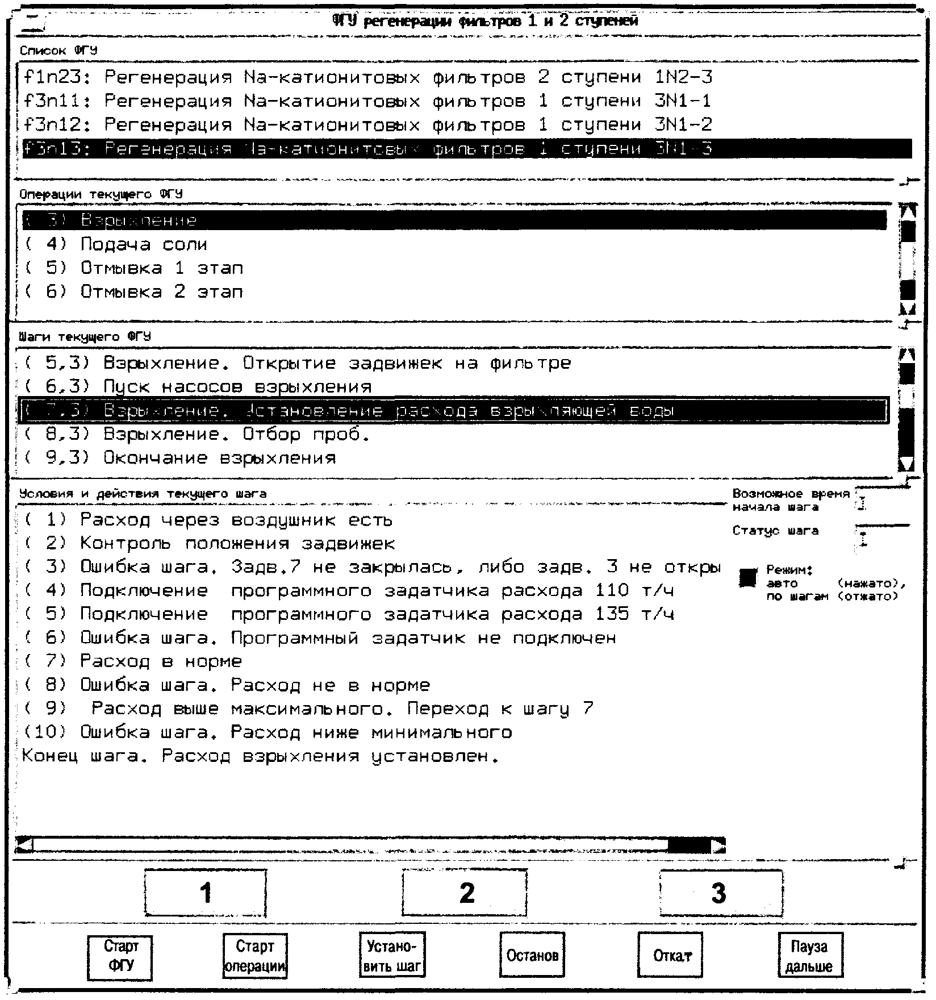 ФГУ регенерации фильтров 1 и 2 ступеней
Список ФГУ
f1n23: Регенерация Na-катионитовых фильтров 2 ступени 1N2-3
f3n11: Регенерация Na-катионитовых фильтров 1 ступени 3N1-1
f3n12: Регенерация Na-катионитовых фильтров 1 ступени 3N1-2
f3n13: Регенерация Na-катионитовых фильтров 1 ступени 3N1-3
Операции текущего ФГУ
( 3) Взрыхление
( 4) Подача соли
( 5) Отмывка 1 этап
( 6) Отмывка 2 этап
Шаги текущего ФГУ
( 5,3) Взрыхление. Открытие задвижек на фильтре
( 6,3) Пуск насосов взрыхления
( 7,3) Взрыхление. Установление расхода взрыхляющей воды
( 8,3) Взрыхление. Отбор проб.
( 9,3) Окончание взрыхления
Условия и действия текущего шага
( 1) Расход через воздушник есть
( 2) Контроль положения задвижек
( 3) Ошибка шага. Задв.7 не закрылась, либо задв. 3 не откры
( 4) Подключение  программного задатчика расхода 110 т/ч
( 5) Подключение  программного задатчика расхода 135 т/ч
( 6) Ошибка шага. Программный задатчик не подключен
( 7) Расход в норме
( 8) Ошибка шага. Расход не в норме
( 9)  Расход выше максимального. Переход к шагу 7
(10) Ошибка шага. Расход ниже минимального
Конец шага. Расход взрыхления установлен.
Возможное время
начала шага
Статус шага
Режим:
авто (нажато),
по шагам (отжато)
1
2
3
Старт
ФГУ
Старт
операции
Устано-
вить шаг
Останов
Откат
Пауза
дальше